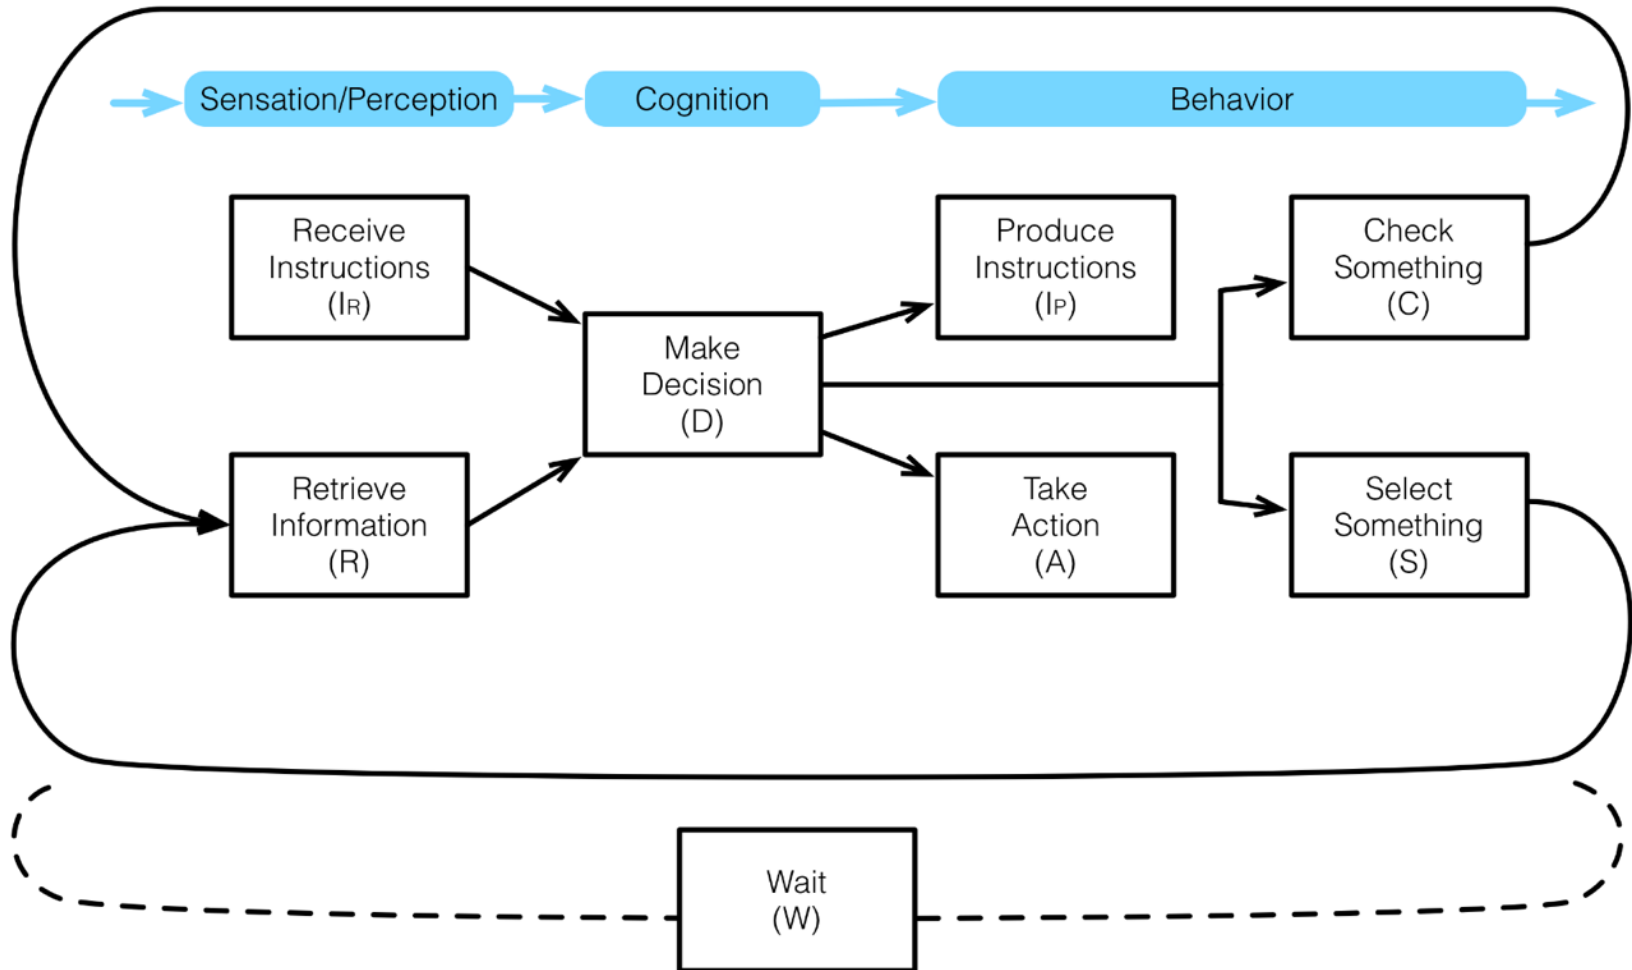 Sensation/Perception
Cognition
Behavior
Receive
Instructions
(IR)
Produce
Instructions
(IP)
Check
Something
(C)
Make
Decision
(D)
Retrieve
Information
(R)
Take
Action
(A)
Select
Something
(S)
Wait
(W)